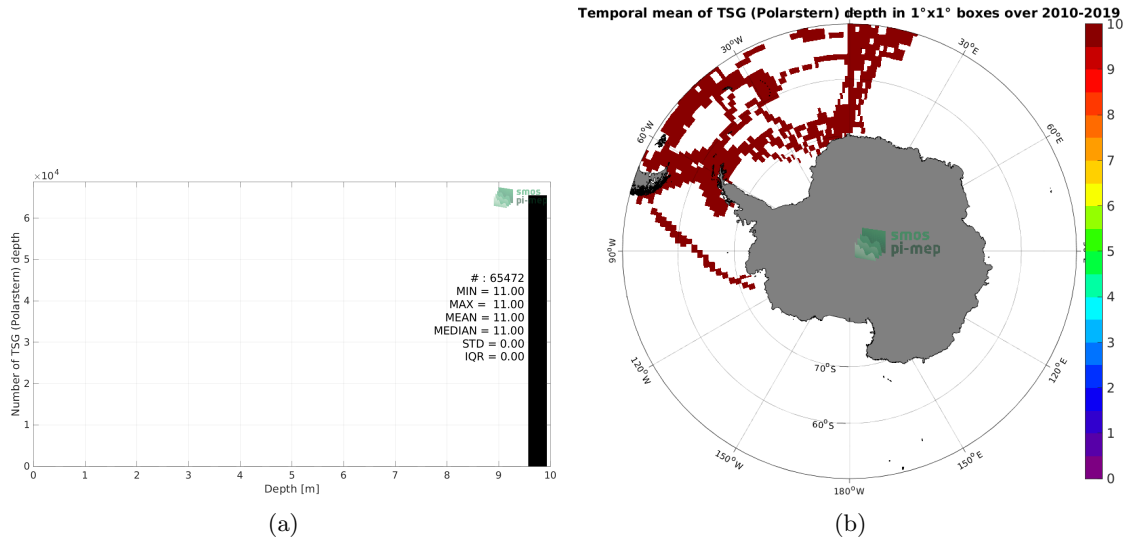 Temporal mean of TSG (Polarstern) depth in 1°x1° boxes over 2010-2019
×10⁴
6
5
4
3
2
1
0
Number of TSG (Polarstern) depth
smos
pi-mep
# : 65472
MIN = 11.00
MAX = 11.00
MEAN = 11.00
MEDIAN = 11.00
STD = 0.00
IQR = 0.00
0 1 2 3 4 5 6 7 8 9 10
Depth [m]
(a)
30°W
30°E
60°W
60°E
90°W
120°W
120°E
150°W
150°E
180°W
70°S
60°S
smos
pi-mep
10
9
8
7
6
5
4
3
2
1
0
(b)